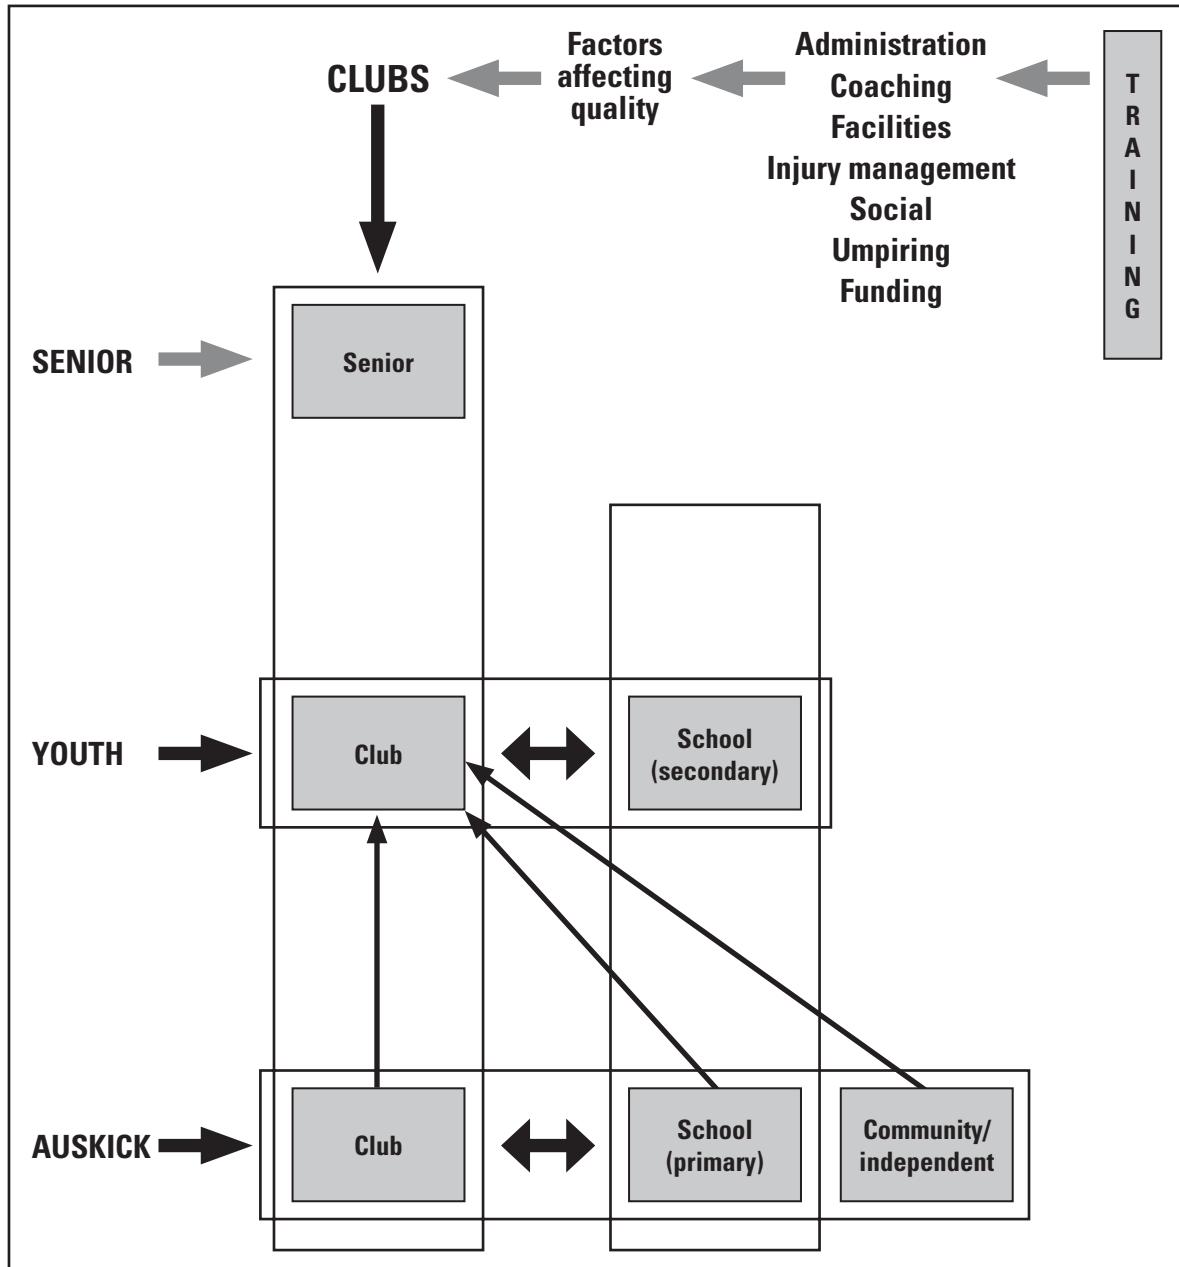 CLUBS
Factors
affecting
quality
Administration
Coaching
Facilities
Injury management
Social
Umpiring
Funding
TRAINING
SENIOR
Senior
YOUTH
Club
School
(secondary)
AUSKICK
Club
School
(primary)
Community/
independent